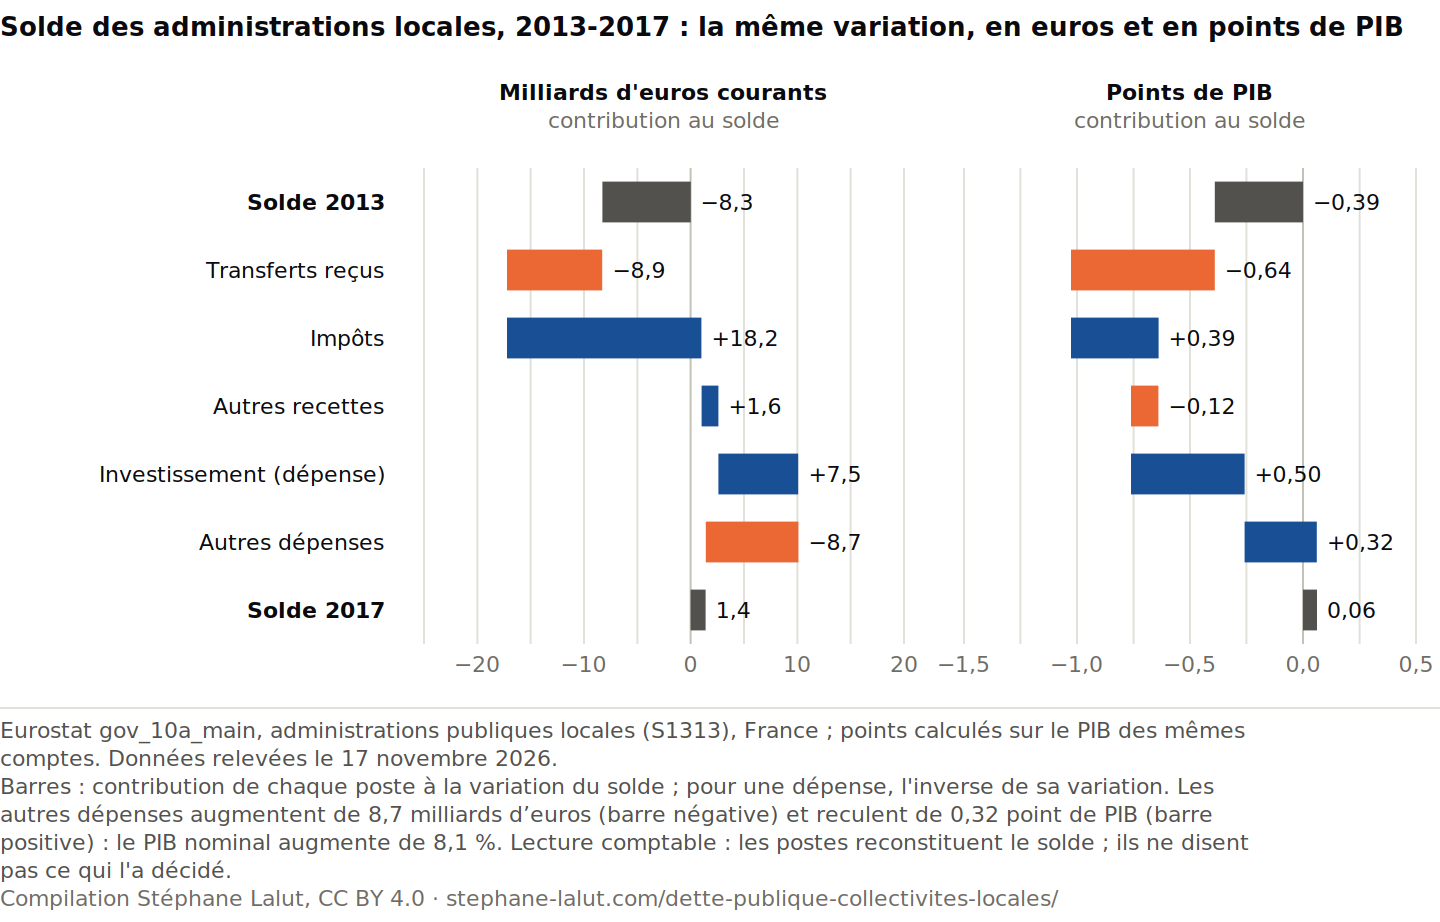 Solde des administrations locales, 2013-2017 : la même variation, en euros et en points de PIB
Milliards d'euros courants
contribution au solde
Points de PIB
contribution au solde
Solde 2013
−8,3
−0,39
Transferts reçus
−8,9
−0,64
Impôts
+18,2
+0,39
Autres recettes
+1,6
−0,12
Investissement (dépense)
+7,5
+0,50
Autres dépenses
−8,7
+0,32
Solde 2017
1,4
0,06
−20 −10 0 10 20
−1,5 −1,0 −0,5 0,0 0,5
Eurostat gov_10a_main, administrations publiques locales (S1313), France ; points calculés sur le PIB des mêmes
comptes. Données relevées le 17 novembre 2026.
Barres : contribution de chaque poste à la variation du solde ; pour une dépense, l'inverse de sa variation. Les
autres dépenses augmentent de 8,7 milliards d’euros (barre négative) et reculent de 0,32 point de PIB (barre
positive) : le PIB nominal augmente de 8,1 %. Lecture comptable : les postes reconstituent le solde ; ils ne disent
pas ce qui l'a décidé.
Compilation Stéphane Lalut, CC BY 4.0 · stephane-lalut.com/dette-publique-collectivites-locales/